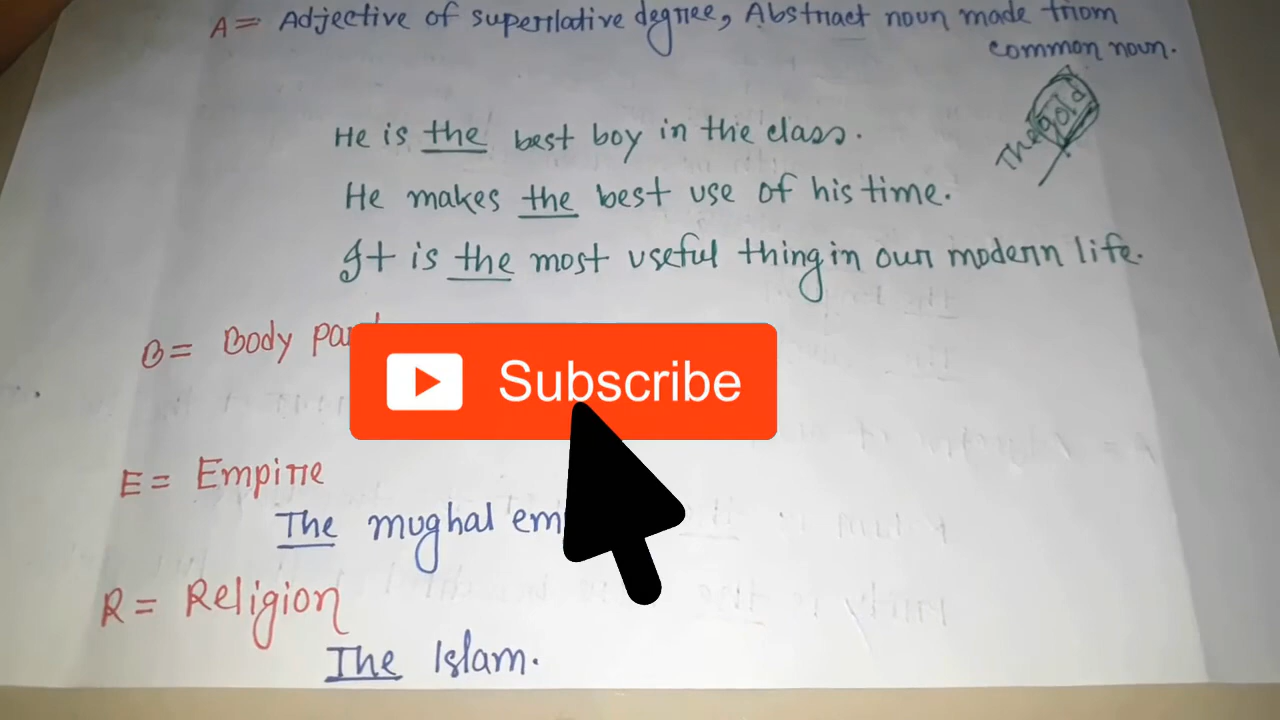 A = Adjective of superlative degree, Abstract noun made from
common noun.
The gold
He is the best boy in the class.
He makes the best use of his time.
It is the most useful thing in our modern life.
B = Body
Subscribe
E = Empire
The mughal
R = Religion
The Islam.